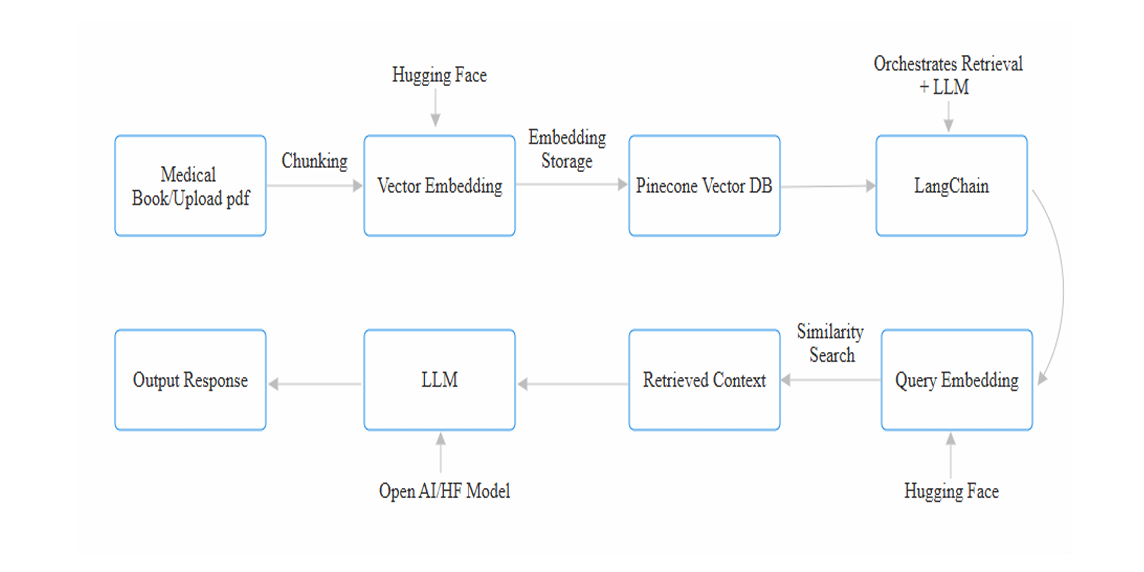 Hugging Face
Orchestrates Retrieval
+ LLM
Medical
Book/Upload pdf
Chunking
Vector Embedding
Embedding
Storage
Pinecone Vector DB
LangChain
Output Response
LLM
Retrieved Context
Similarity
Search
Query Embedding
Open AI/HF Model
Hugging Face